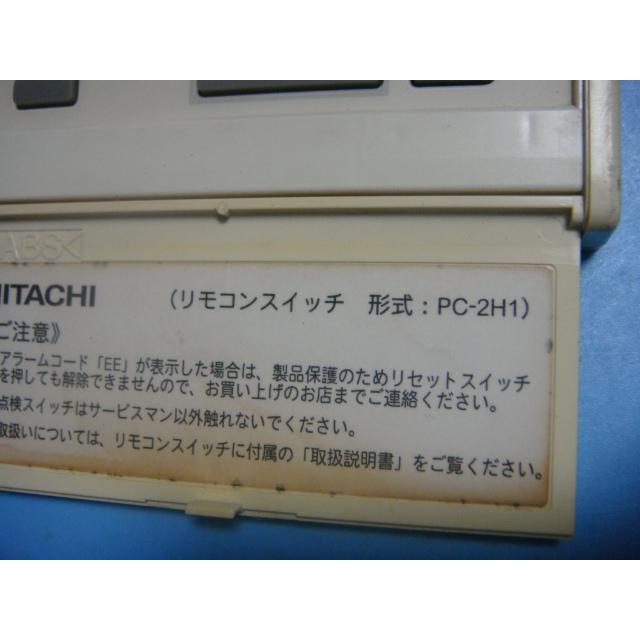 ABS<
HITACHI (リモコンスイッチ 形式：PC-2H1)
ご注意》
アラームコード「EE」が表示した場合は、製品保護のためリセットスイッチ
を押しても解除できませんので、お買い上げのお店までご連絡ください。
点検スイッチはサービスマン以外触れないでください。
取扱いについては、リモコンスイッチに付属の「取扱説明書」をご覧ください。